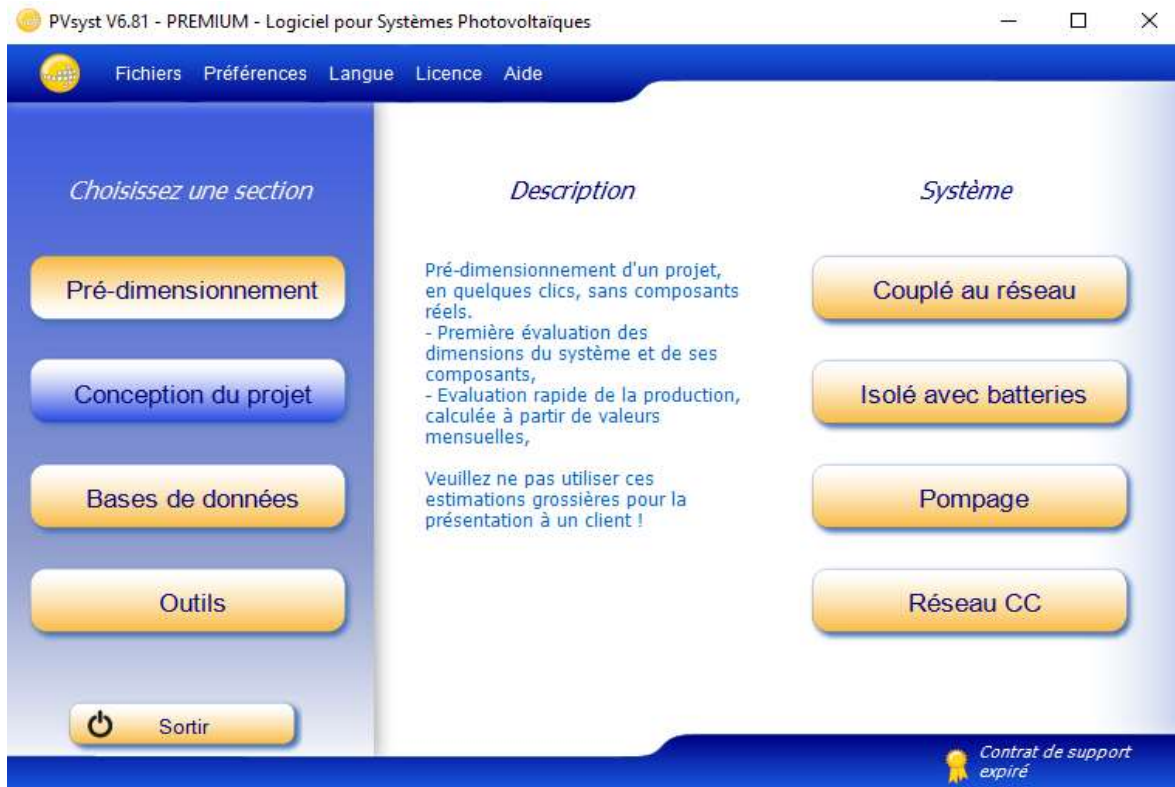 PVsyst V6.81 - PREMIUM - Logiciel pour Systèmes Photovoltaïques
Fichiers Préférences Langue Licence Aide
Choisissez une section
Pré-dimensionnement
Conception du projet
Bases de données
Outils
Sortir
Description
Pré-dimensionnement d'un projet,
en quelques clics, sans composants
réels.
- Première évaluation des
dimensions du système et de ses
composants,
- Evaluation rapide de la production,
calculée à partir de valeurs
mensuelles,
Veuillez ne pas utiliser ces
estimations grossières pour la
présentation à un client !
Système
Couplé au réseau
Isolé avec batteries
Pompage
Réseau CC
Contrat de support
expiré